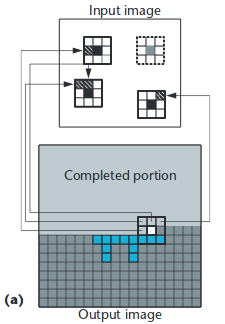 Input image
Completed portion
(a)
Output image